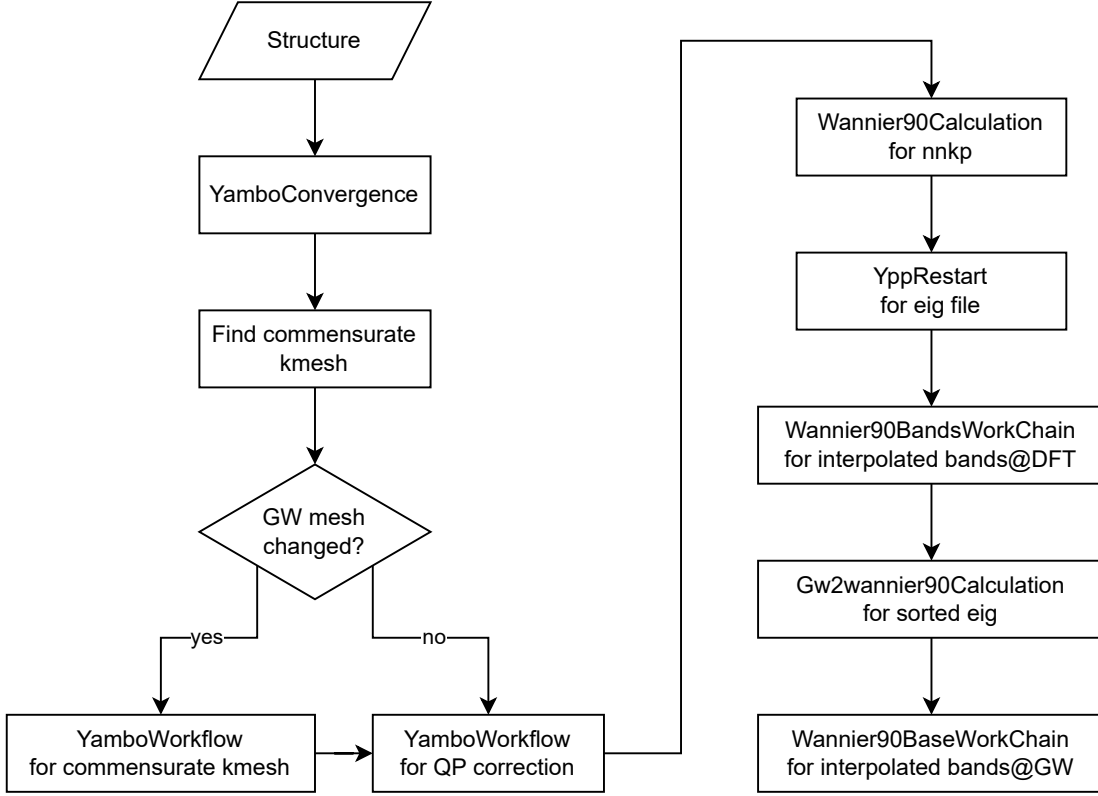 Structure
YamboConvergence
Find commensurate
kmesh
GW mesh
changed?
yes
no
YamboWorkflow
for commensurate kmesh
YamboWorkflow
for QP correction
Wannier90Calculation
for nnkp
YppRestart
for eig file
Wannier90BandsWorkChain
for interpolated bands@DFT
Gw2wannier90Calculation
for sorted eig
Wannier90BaseWorkChain
for interpolated bands@GW